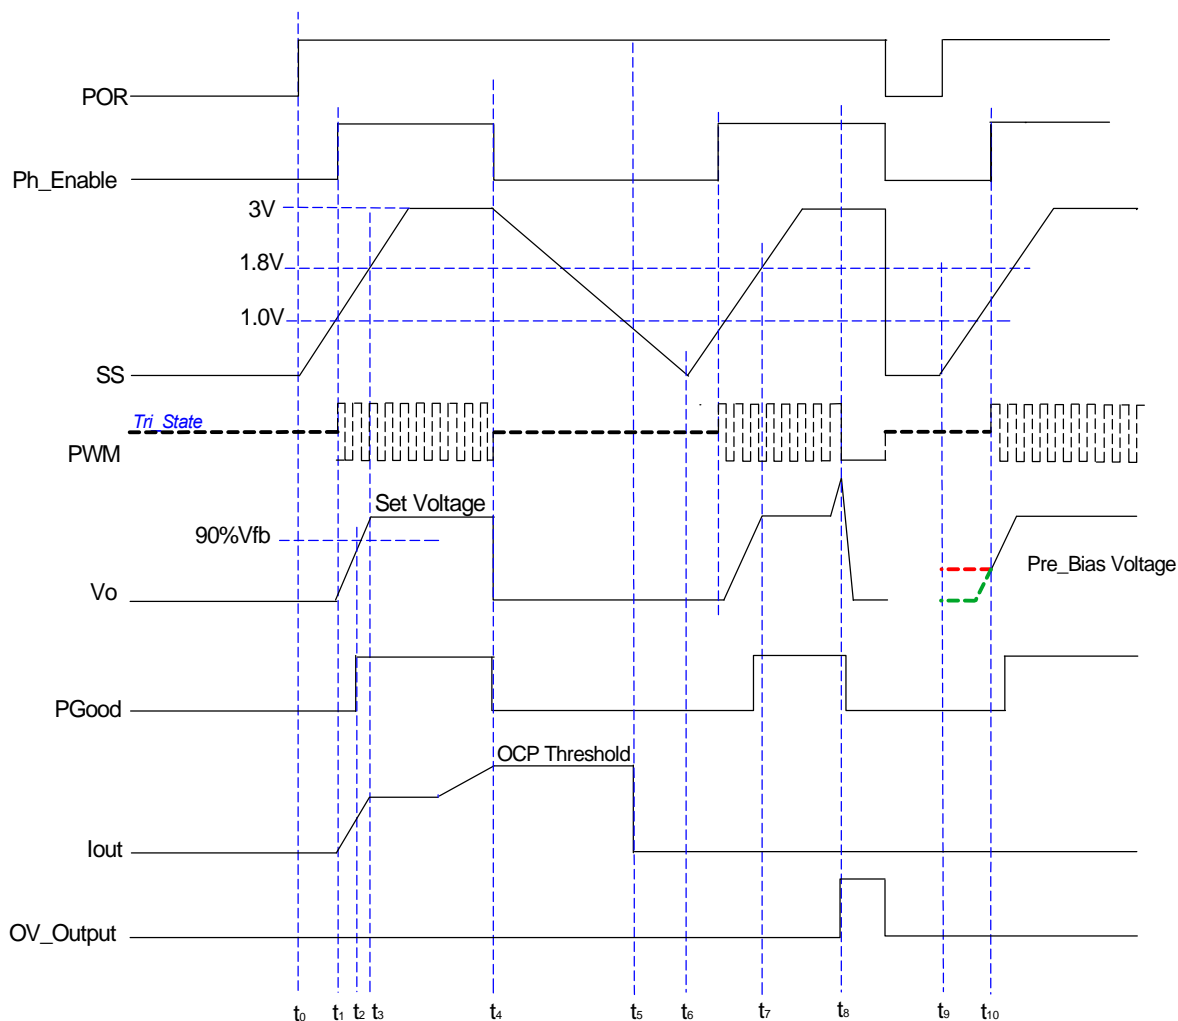 POR
Ph_Enable
3V
1.8V
1.0V
SS
Tri_State
PWM
Set Voltage
90%Vfb
Pre_Bias Voltage
Vo
PGood
OCP Threshold
Iout
OV_Output
t0 t1 t2 t3 t4 t5 t6 t7 t8 t9 t10